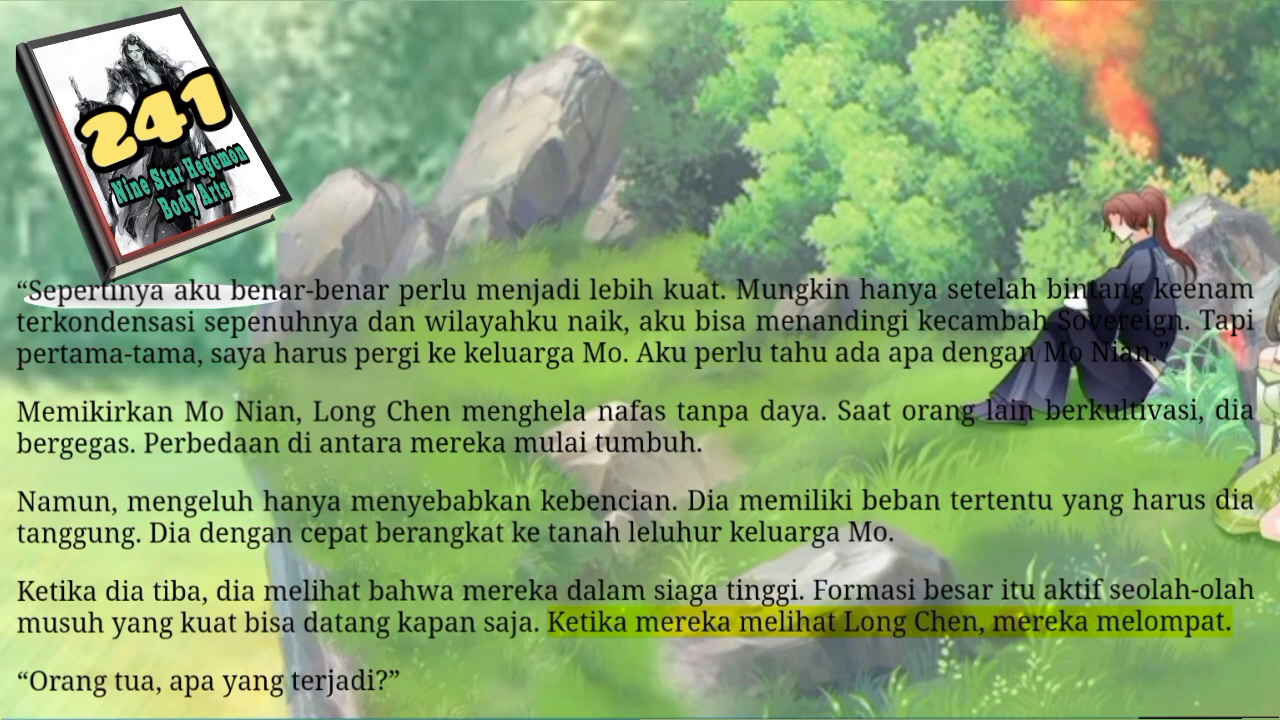 241
Nine Star Hegemon
Body Arts
“Sepertinya aku benar-benar perlu menjadi lebih kuat. Mungkin hanya setelah bintang keenam
terkondensasi sepenuhnya dan wilayahku naik, aku bisa menandingi kecambah Sovereign. Tapi
pertama-tama, saya harus pergi ke keluarga Mo. Aku perlu tahu ada apa dengan Mo Nian.”
Memikirkan Mo Nian, Long Chen menghela nafas tanpa daya. Saat orang lain berkultivasi, dia
bergegas. Perbedaan di antara mereka mulai tumbuh.
Namun, mengeluh hanya menyebabkan kebencian. Dia memiliki beban tertentu yang harus dia
tanggung. Dia dengan cepat berangkat ke tanah leluhur keluarga Mo.
Ketika dia tiba, dia melihat bahwa mereka dalam siaga tinggi. Formasi besar itu aktif seolah-olah
musuh yang kuat bisa datang kapan saja. Ketika mereka melihat Long Chen, mereka melompat.
“Orang tua, apa yang terjadi?”